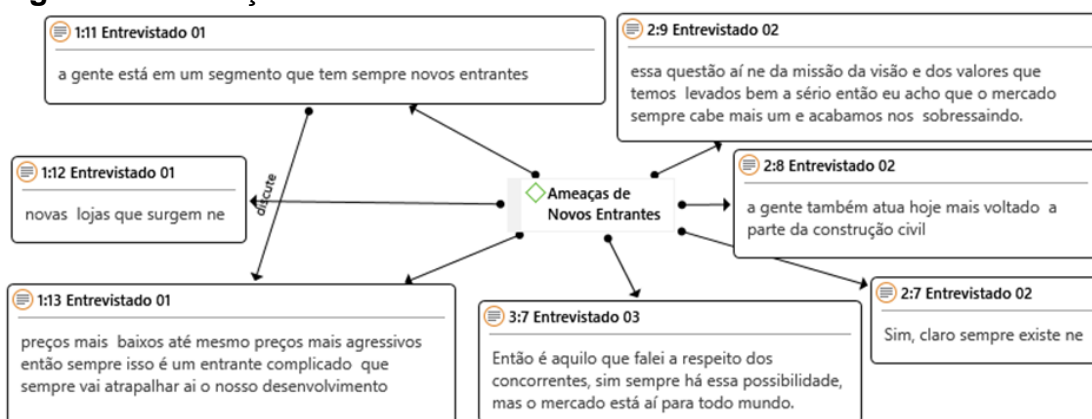 1:11 Entrevistado 01
a gente está em um segmento que tem sempre novos entrantes
2:9 Entrevistado 02
essa questão aí ne da missão da visão e dos valores que
temos levados bem a sério então eu acho que o mercado
sempre cabe mais um e acabamos nos sobressaindo.
1:12 Entrevistado 01
novas lojas que surgem ne
discute
Ameaças de
Novos Entrantes
2:8 Entrevistado 02
a gente também atua hoje mais voltado a
parte da construção civil
1:13 Entrevistado 01
preços mais baixos até mesmo preços mais agressivos
então sempre isso é um entrante complicado que
sempre vai atrapalhar ai o nosso desenvolvimento
3:7 Entrevistado 03
Então é aquilo que falei a respeito dos
concorrentes, sim sempre há essa possibilidade,
mas o mercado está aí para todo mundo.
2:7 Entrevistado 02
Sim, claro sempre existe ne